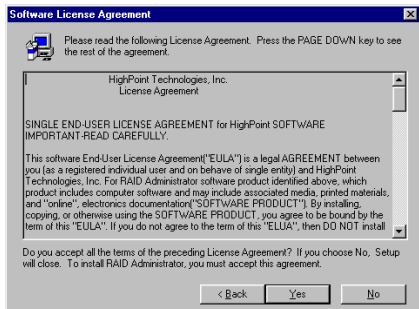 Software License Agreement
Please read the following License Agreement. Press the PAGE DOWN key to see
the rest of the agreement.
HighPoint Technologies, Inc.
License Agreement
SINGLE END-USER LICENSE AGREEMENT for HighPoint SOFTWARE
IMPORTANT-READ CAREFULLY.
This software End-User License Agreement("EULA") is a legal AGREEMENT between
you (as a registered individual user and on behave of single entity) and HighPoint
Technologies, Inc. For RAID Administrator software product identified above, which
product includes computer software and may include associated media, printed materials,
and "online", electronics documentation("SOFTWARE PRODUCT"). By installing,
copying, or otherwise using the SOFTWARE PRODUCT, you agree to be bound by the
term of this "EULA". If you do not agree to the term of this "ELUA", then DO NOT install
Do you accept all the terms of the preceding License Agreement? If you choose No, Setup
will close. To install RAID Administrator, you must accept this agreement.
< Back
Yes
No